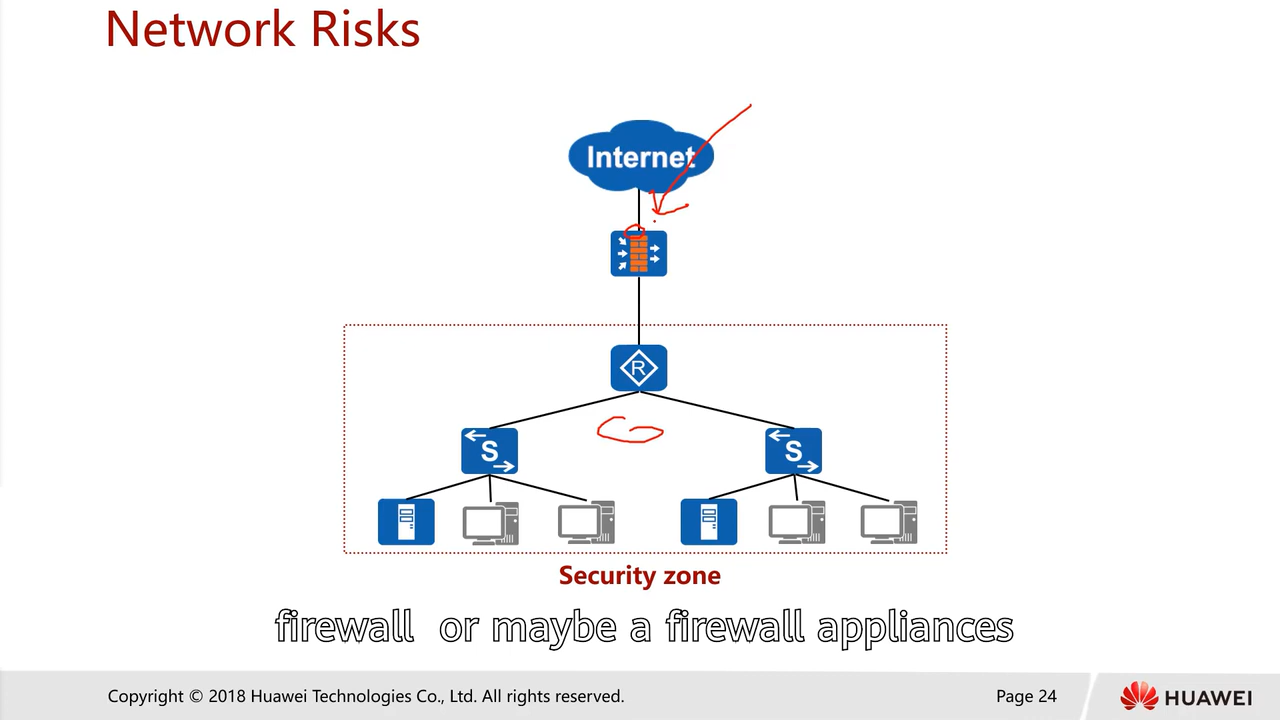 Network Risks
Internet
R
S
S
Security zone
firewall or maybe a firewall appliances
Copyright © 2018 Huawei Technologies Co., Ltd. All rights reserved.
Page 24
HUAWEI